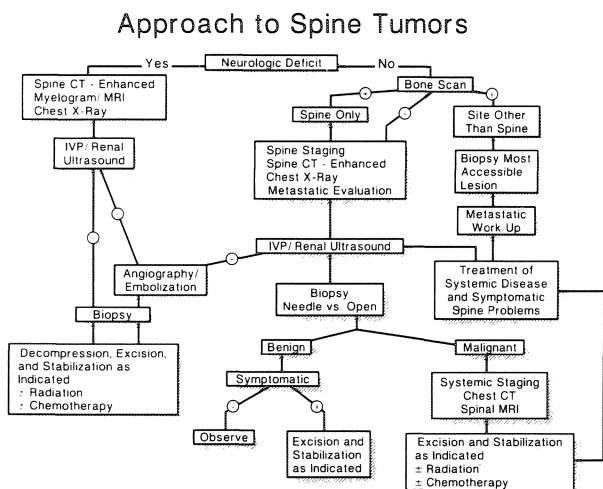 Approach to Spine Tumors
Yes
Neurologic Deficit
No
Spine CT - Enhanced
Myelogram/ MRI
Chest X-Ray
Bone Scan
Spine Only
Site Other
Than Spine
IVP/ Renal
Ultrasound
Spine Staging
Spine CT - Enhanced
Chest X-Ray
Metastatic Evaluation
Biopsy Most
Accessible
Lesion
Metastatic
Work Up
IVP/ Renal Ultrasound
Angiography/
Embolization
Biopsy
Needle vs. Open
Treatment of
Systemic Disease
and Symptomatic
Spine Problems
Biopsy
Decompression, Excision,
and Stabilization as
Indicated
± Radiation
± Chemotherapy
Benign
Malignant
Symptomatic
Systemic Staging
Chest CT
Spinal MRI
Observe
Excision and
Stabilization
as Indicated
Excision and Stabilization
as Indicated
± Radiation
± Chemotherapy